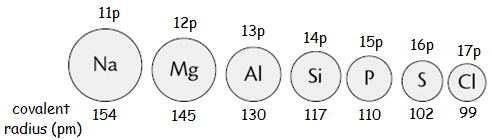 11p 12p 13p 14p 15p 16p 17p
Na Mg Al Si P S Cl
covalent radius (pm) 154 145 130 117 110 102 99